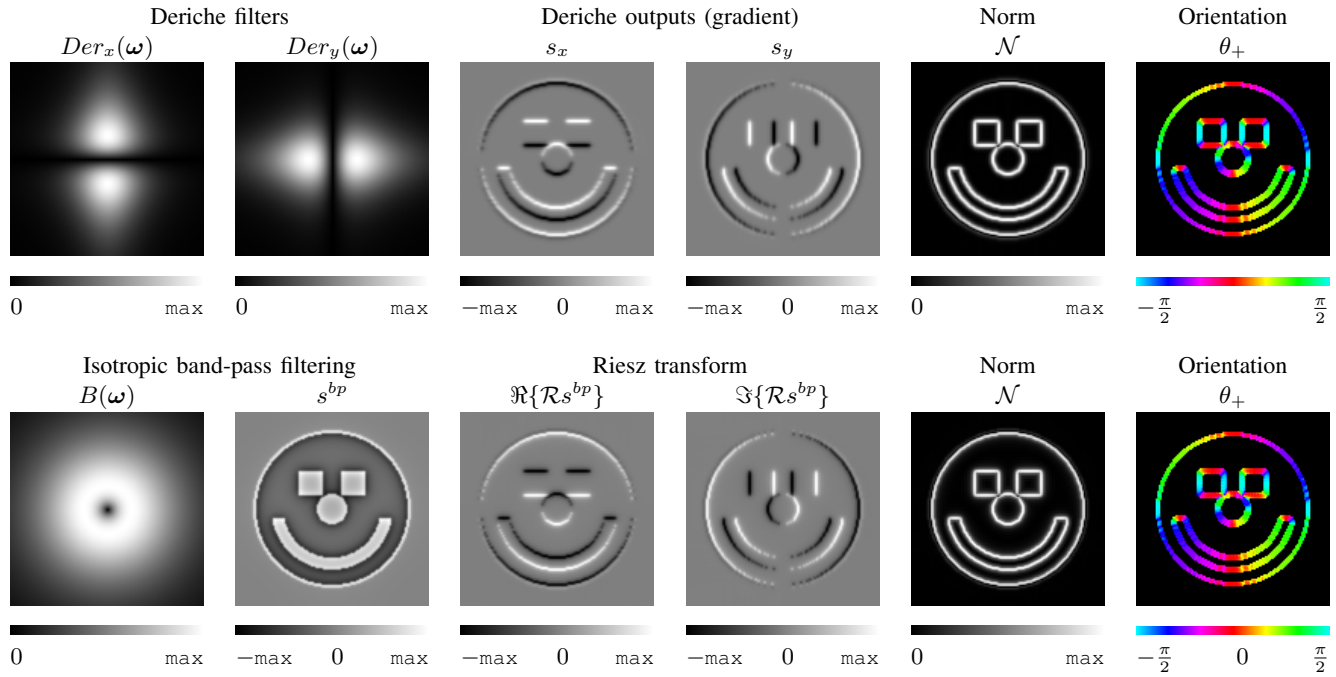 Deriche filters Deriche outputs (gradient) Norm Orientation
Der_x(ω) Der_y(ω) s_x s_y 𝒩 θ_+
0 max 0 max −max 0 max −max 0 max 0 max −π/2 π/2
Isotropic band-pass filtering Riesz transform Norm Orientation
B(ω) s^{bp} ℜ{ℛs^{bp}} ℑ{ℛs^{bp}} 𝒩 θ_+
0 max −max 0 max −max 0 max −max 0 max 0 max −π/2 0 π/2